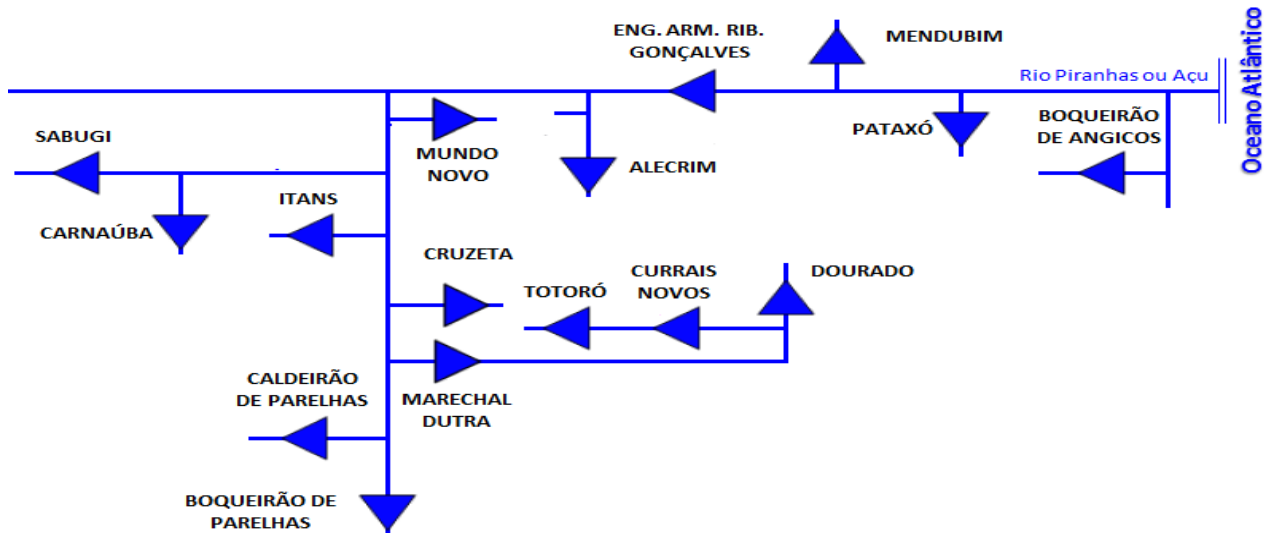 ENG. ARM. RIB.
GONÇALVES
MENDUBIM
Oceano Atlântico
Rio Piranhas ou Açu
SABUGI
MUNDO
NOVO
ALECRIM
PATAXÓ
BOQUEIRÃO
DE ANGICOS
CARNAÚBA
ITANS
CRUZETA
TOTORÓ
CURRAIS
NOVOS
DOURADO
CALDEIRÃO
DE PARELHAS
MARECHAL
DUTRA
BOQUEIRÃO DE
PARELHAS